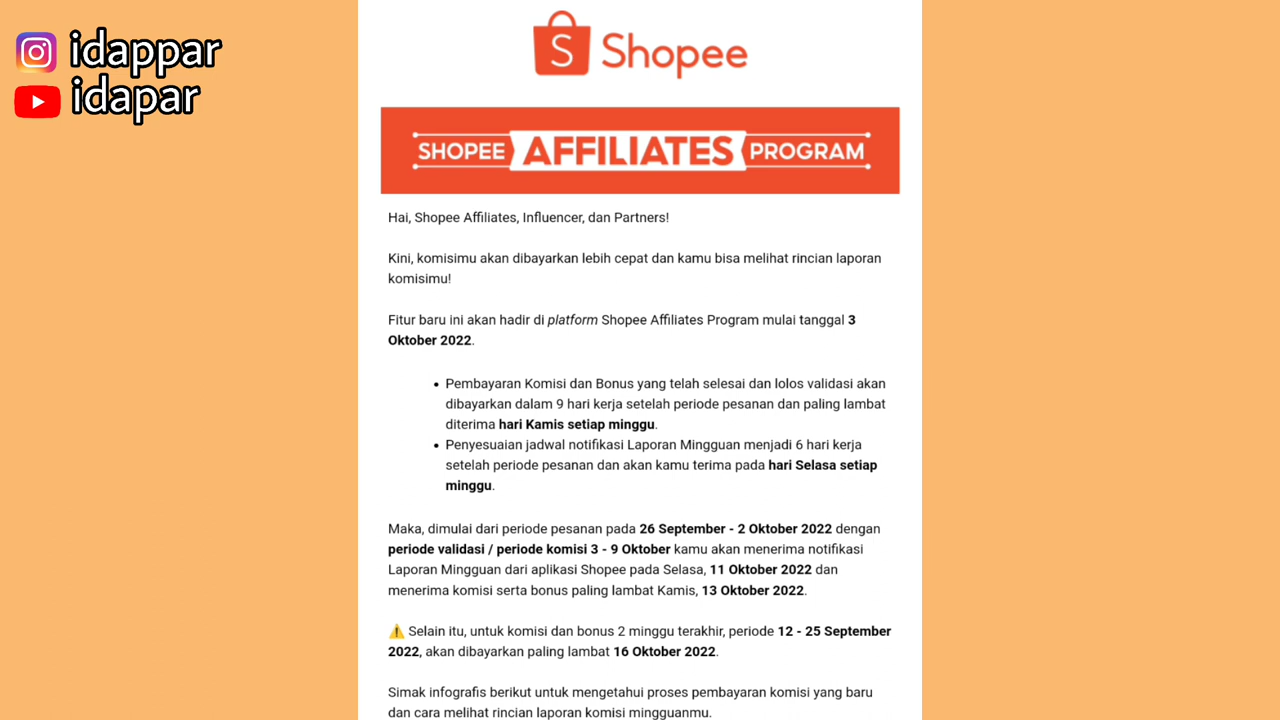 idappar
idapar
S Shopee
SHOPEE AFFILIATES PROGRAM
Hai, Shopee Affiliates, Influencer, dan Partners!
Kini, komisimu akan dibayarkan lebih cepat dan kamu bisa melihat rincian laporan
komisimu!
Fitur baru ini akan hadir di platform Shopee Affiliates Program mulai tanggal 3
Oktober 2022.
• Pembayaran Komisi dan Bonus yang telah selesai dan lolos validasi akan
dibayarkan dalam 9 hari kerja setelah periode pesanan dan paling lambat
diterima hari Kamis setiap minggu.
• Penyesuaian jadwal notifikasi Laporan Mingguan menjadi 6 hari kerja
setelah periode pesanan dan akan kamu terima pada hari Selasa setiap
minggu.
Maka, dimulai dari periode pesanan pada 26 September - 2 Oktober 2022 dengan
periode validasi / periode komisi 3 - 9 Oktober kamu akan menerima notifikasi
Laporan Mingguan dari aplikasi Shopee pada Selasa, 11 Oktober 2022 dan
menerima komisi serta bonus paling lambat Kamis, 13 Oktober 2022.
⚠️ Selain itu, untuk komisi dan bonus 2 minggu terakhir, periode 12 - 25 September
2022, akan dibayarkan paling lambat 16 Oktober 2022.
Simak infografis berikut untuk mengetahui proses pembayaran komisi yang baru
dan cara melihat rincian laporan komisi mingguanmu.